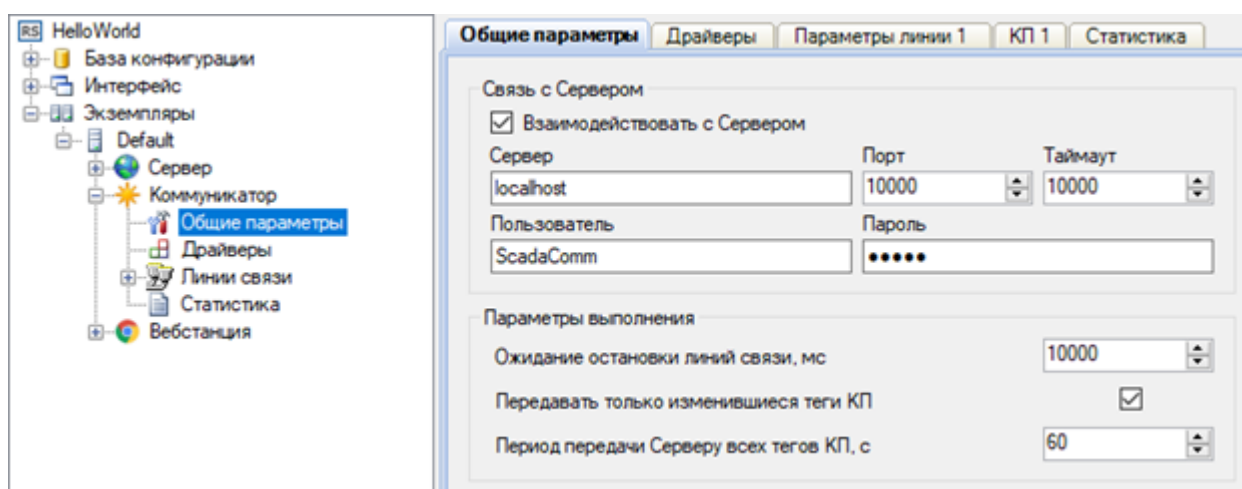 RS HelloWorld
База конфигурации
Интерфейс
Экземпляры
Default
Сервер
Коммуникатор
Общие параметры
Драйверы
Линии связи
Статистика
Вебстанция
Общие параметры Драйверы Параметры линии 1 КП 1 Статистика
Связь с Сервером
Взаимодействовать с Сервером
Сервер Порт Таймаут
localhost 10000 10000
Пользователь Пароль
ScadaComm •••••
Параметры выполнения
Ожидание остановки линий связи, мс 10000
Передавать только изменившиеся теги КП
Период передачи Серверу всех тегов КП, с 60